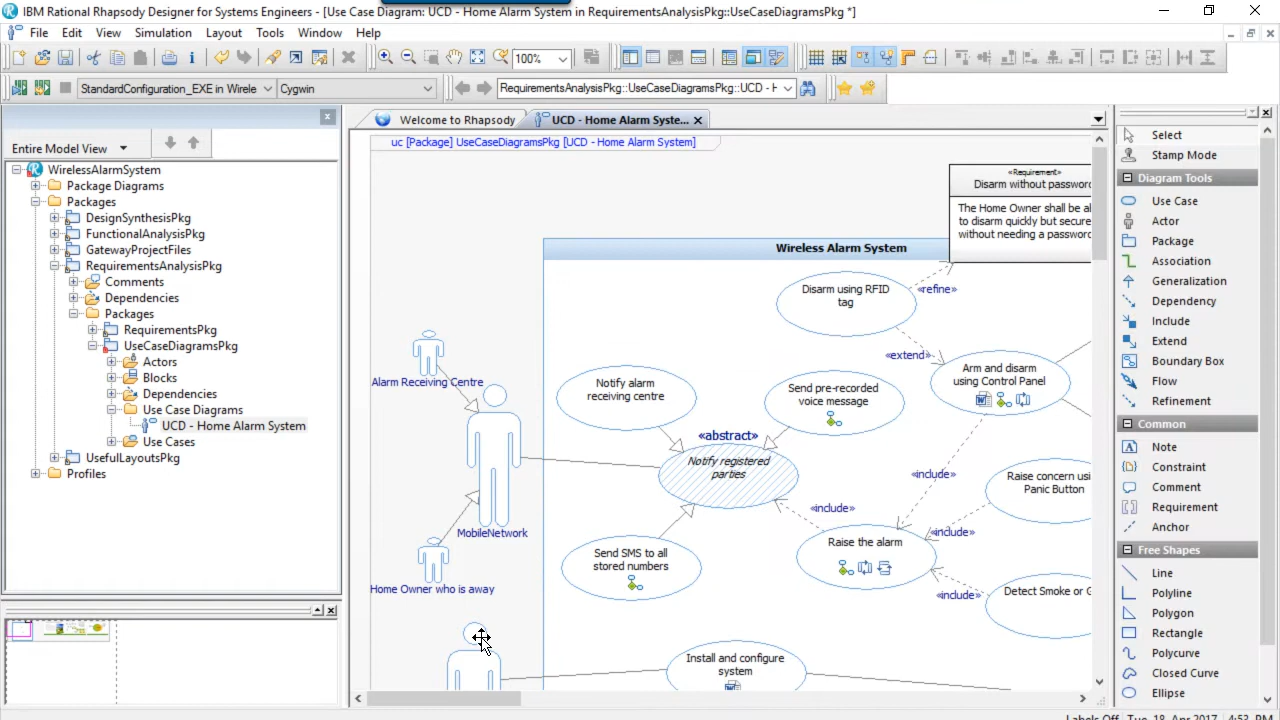 IBM Rational Rhapsody Designer for Systems Engineers - [Use Case Diagram: UCD - Home Alarm System in RequirementsAnalysisPkg::UseCaseDiagramsPkg *]
File Edit View Simulation Layout Tools Window Help
100%
StandardConfiguration_EXE in Wirele
Cygwin
RequirementsAnalysisPkg::UseCaseDiagramsPkg::UCD - H
Entire Model View
WirelessAlarmSystem
Package Diagrams
Packages
DesignSynthesisPkg
FunctionalAnalysisPkg
GatewayProjectFiles
RequirementsAnalysisPkg
Comments
Dependencies
Packages
RequirementsPkg
UseCaseDiagramsPkg
Actors
Blocks
Dependencies
Use Case Diagrams
UCD - Home Alarm System
Use Cases
UsefulLayoutsPkg
Profiles
Welcome to Rhapsody
UCD - Home Alarm Syste...
uc [Package] UseCaseDiagramsPkg [UCD - Home Alarm System]
«Requirement»
Disarm without password
The Home Owner shall be al
to disarm quickly but secure
without needing a password
Wireless Alarm System
Disarm using RFID
tag
«refine»
«extend»
Arm and disarm
using Control Panel
Alarm Receiving Centre
Notify alarm
receiving centre
Send pre-recorded
voice message
«abstract»
Notify registered
parties
«include»
Raise concern usi
Panic Button
«include»
«include»
MobileNetwork
Raise the alarm
Send SMS to all
stored numbers
Home Owner who is away
«include»
Detect Smoke or G
Install and configure
system
Select
Stamp Mode
Diagram Tools
Use Case
Actor
Package
Association
Generalization
Dependency
Include
Extend
Boundary Box
Flow
Refinement
Common
Note
Constraint
Comment
Requirement
Anchor
Free Shapes
Line
Polyline
Polygon
Rectangle
Polycurve
Closed Curve
Ellipse
Labels Off Tue, 18, Apr 2017 4:53 PM